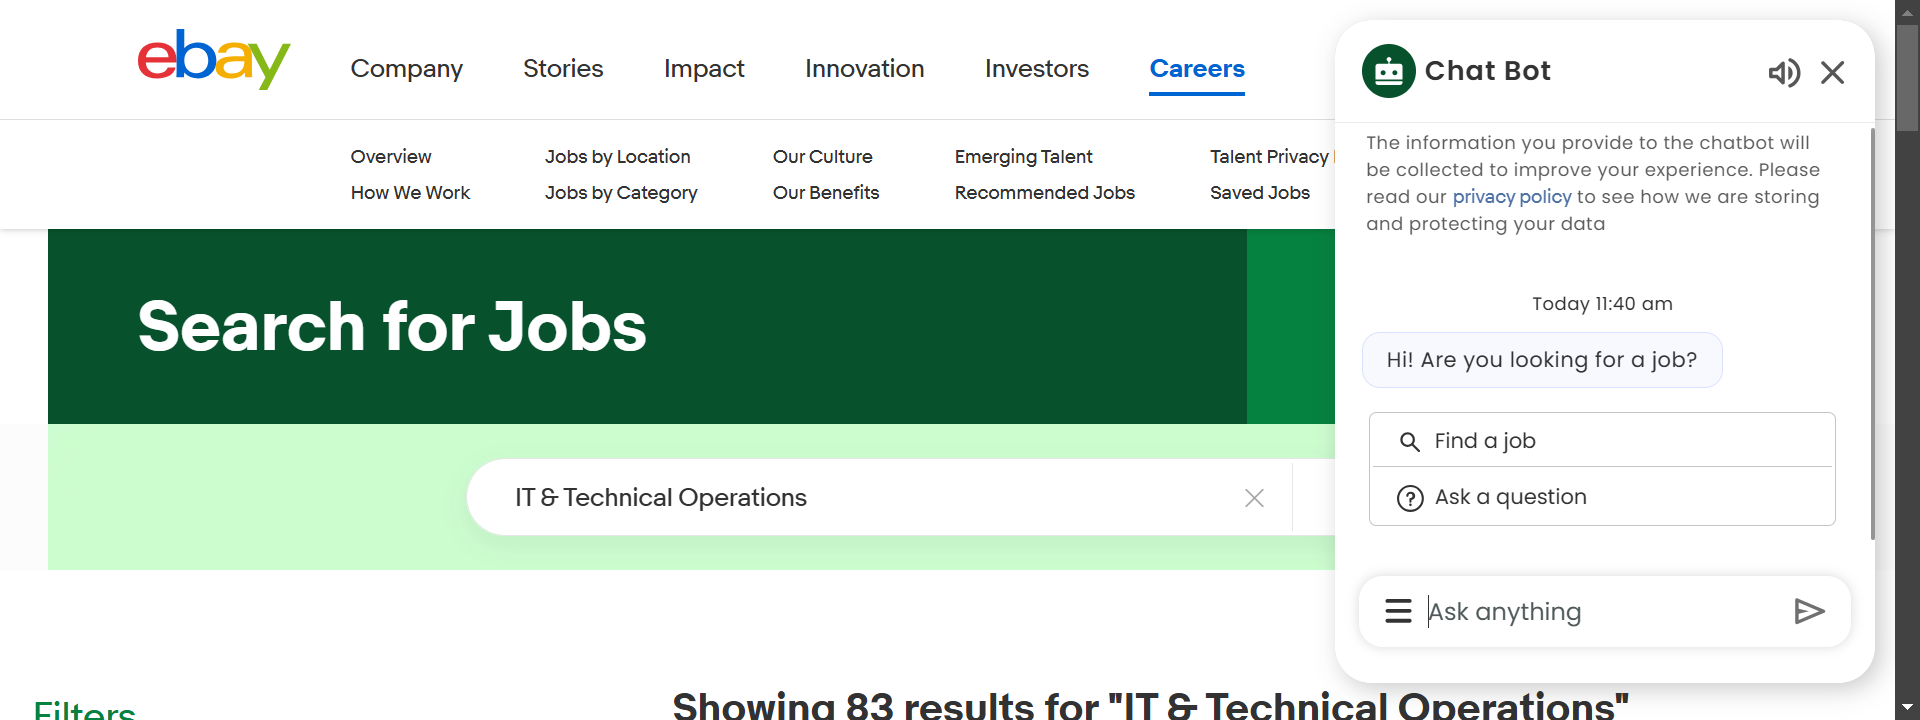 ebay
Company Stories Impact Innovation Investors Careers
Overview Jobs by Location Our Culture Emerging Talent Talent Privacy
How We Work Jobs by Category Our Benefits Recommended Jobs Saved Jobs
Search for Jobs
IT & Technical Operations
Filters
Showing 83 results for "IT & Technical Operations"
Chat Bot
The information you provide to the chatbot will
be collected to improve your experience. Please
read our privacy policy to see how we are storing
and protecting your data
Today 11:40 am
Hi! Are you looking for a job?
Find a job
Ask a question
Ask anything